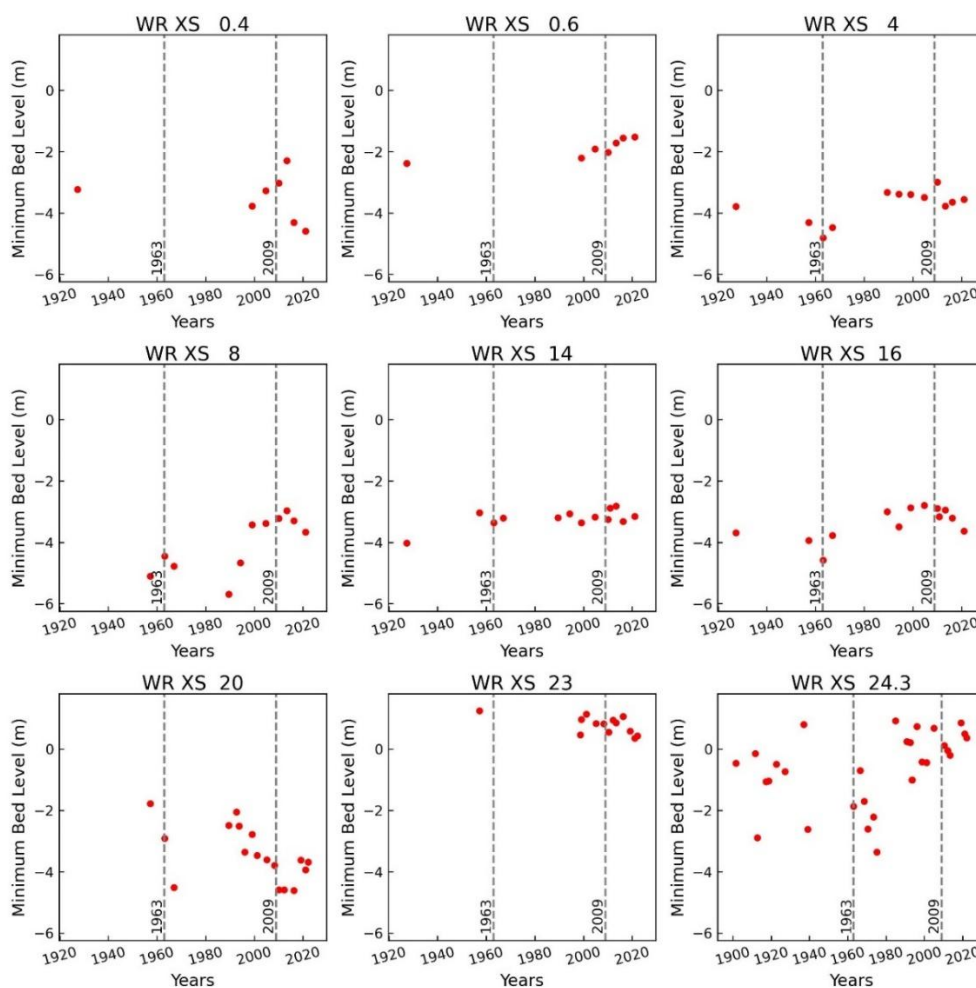 WR XS 0.4
WR XS 0.6
WR XS 4
Minimum Bed Level (m)
Minimum Bed Level (m)
Minimum Bed Level (m)
0
−2
−4
−6
0
−2
−4
−6
0
−2
−4
−6
1963
2009
1963
2009
1963
2009
1920 1940 1960 1980 2000 2020
1920 1940 1960 1980 2000 2020
1920 1940 1960 1980 2000 2020
Years
Years
Years
WR XS 8
WR XS 14
WR XS 16
Minimum Bed Level (m)
Minimum Bed Level (m)
Minimum Bed Level (m)
0
−2
−4
−6
0
−2
−4
−6
0
−2
−4
−6
1963
2009
1963
2009
1963
2009
1920 1940 1960 1980 2000 2020
1920 1940 1960 1980 2000 2020
1920 1940 1960 1980 2000 2020
Years
Years
Years
WR XS 20
WR XS 23
WR XS 24.3
Minimum Bed Level (m)
Minimum Bed Level (m)
Minimum Bed Level (m)
0
−2
−4
−6
0
−2
−4
−6
0
−2
−4
−6
1963
2009
1963
2009
1963
2009
1920 1940 1960 1980 2000 2020
1920 1940 1960 1980 2000 2020
1900 1920 1940 1960 1980 2000 2020
Years
Years
Years